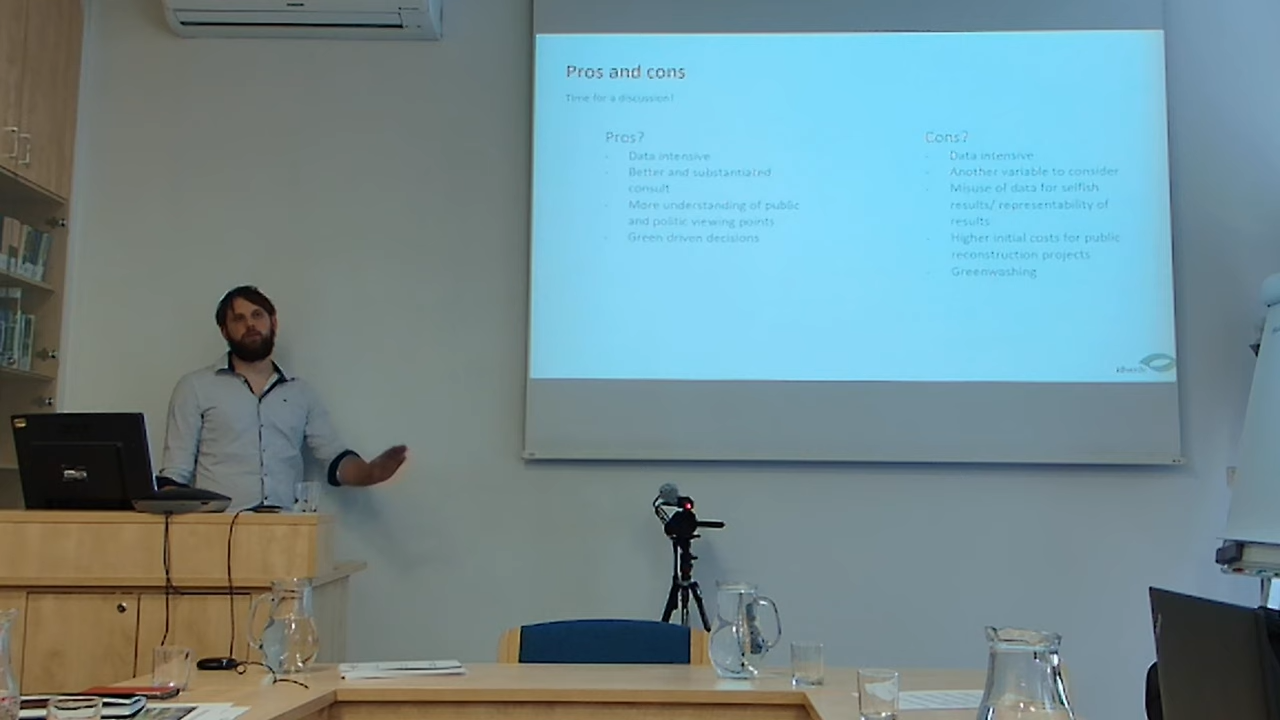 Pros and cons
Time for a discussion!
Pros?
- Data intensive
- Better and substantiated
consult
- More understanding of public
and politic viewing points
- Green driven decisions
Cons?
- Data intensive
- Another variable to consider
- Misuse of data for selfish
results/ representability of
results
- Higher initial costs for public
reconstruction projects
- Greenwashing